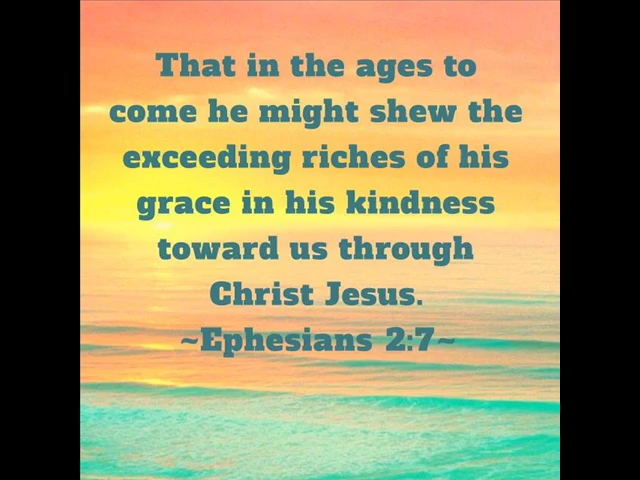 That in the ages to
come he might shew the
exceeding riches of his
grace in his kindness
toward us through
Christ Jesus.
~Ephesians 2:7~